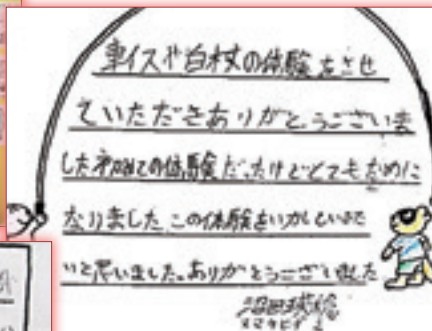 車イスや白杖の体験をさせ
ていただきありがとうございま
した初めての体験だったけどとてもために
なりました この体験をいかしていきた
いと思いました。ありがとうございました